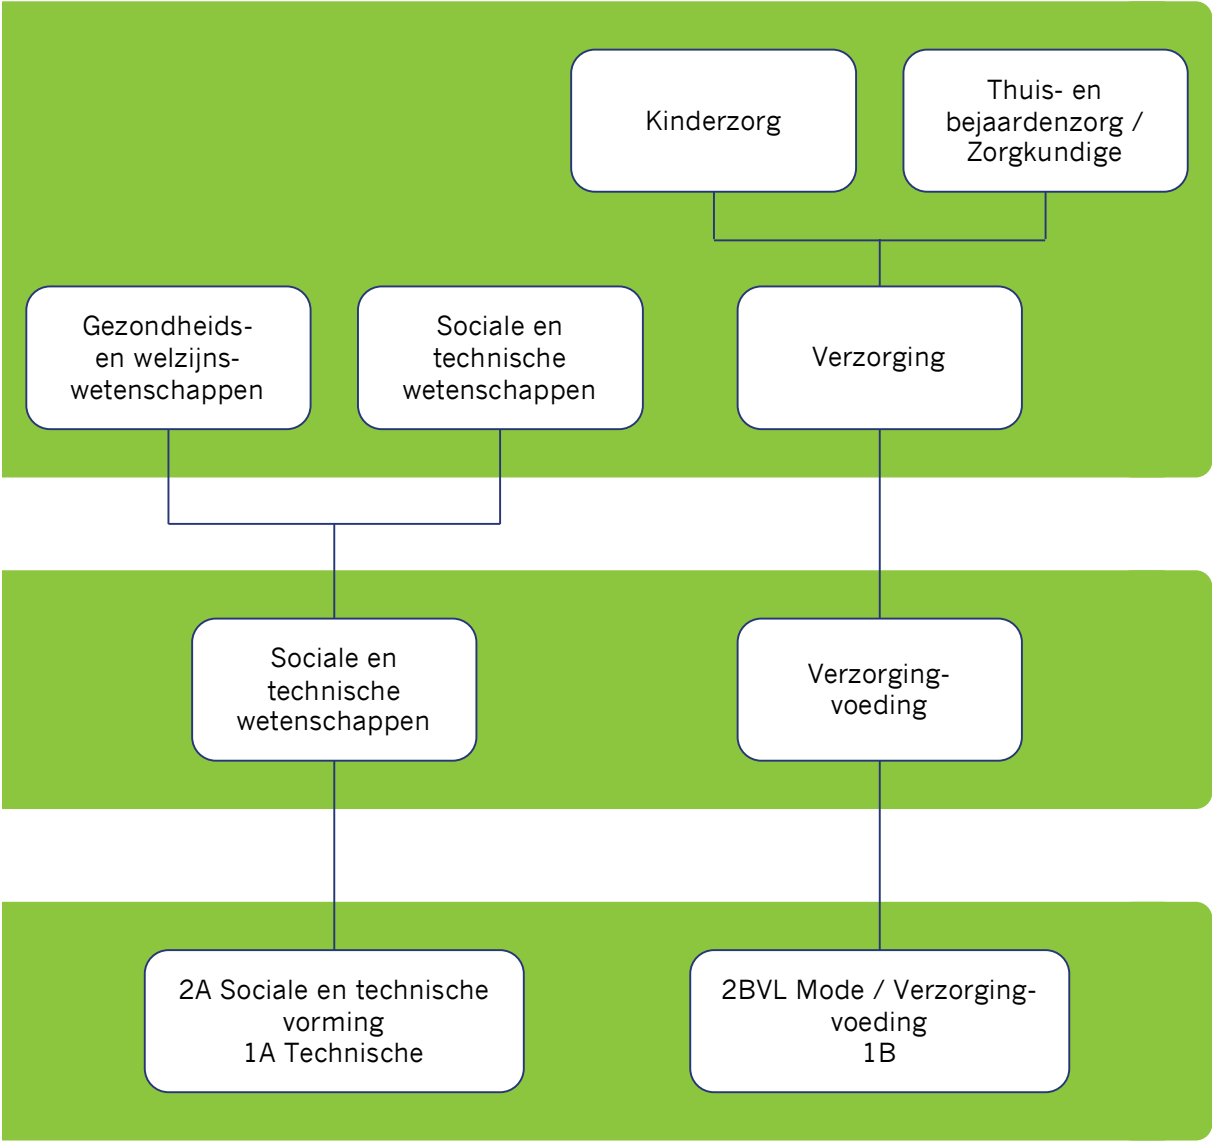 Kinderzorg
Thuis- en
bejaardenzorg /
Zorgkundige
Gezondheids-
en welzijns-
wetenschappen
Sociale en
technische
wetenschappen
Verzorging
Sociale en
technische
wetenschappen
Verzorging-
voeding
2A Sociale en technische
vorming
1A Technische
2BVL Mode / Verzorging-
voeding
1B